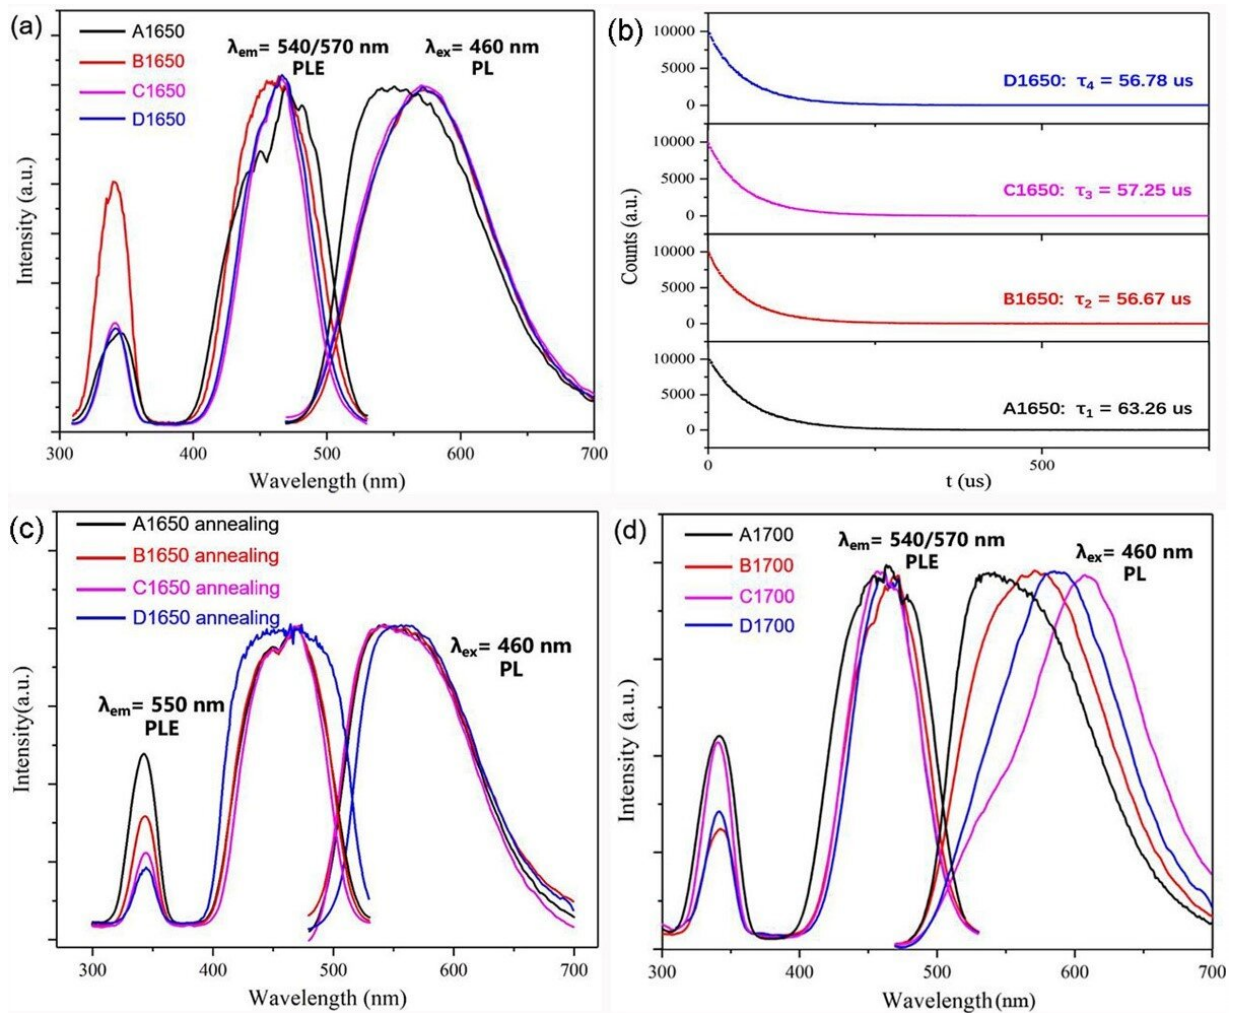 (a)
A1650
B1650
C1650
D1650
λem= 540/570 nm
PLE
λex= 460 nm
PL
Intensity (a.u.)
300 400 500 600 700
Wavelength (nm)
(b)
10000
5000
0
D1650: τ4 = 56.78 us
10000
5000
0
C1650: τ3 = 57.25 us
10000
5000
0
B1650: τ2 = 56.67 us
10000
5000
0
A1650: τ1 = 63.26 us
Counts (a.u.)
0 500
t (us)
(c)
A1650 annealing
B1650 annealing
C1650 annealing
D1650 annealing
λem= 550 nm
PLE
λex= 460 nm
PL
Intensity(a.u.)
300 400 500 600 700
Wavelength (nm)
(d)
A1700
B1700
C1700
D1700
λem= 540/570 nm
PLE
λex= 460 nm
PL
Intensity (a.u.)
300 400 500 600 700
Wavelength(nm)